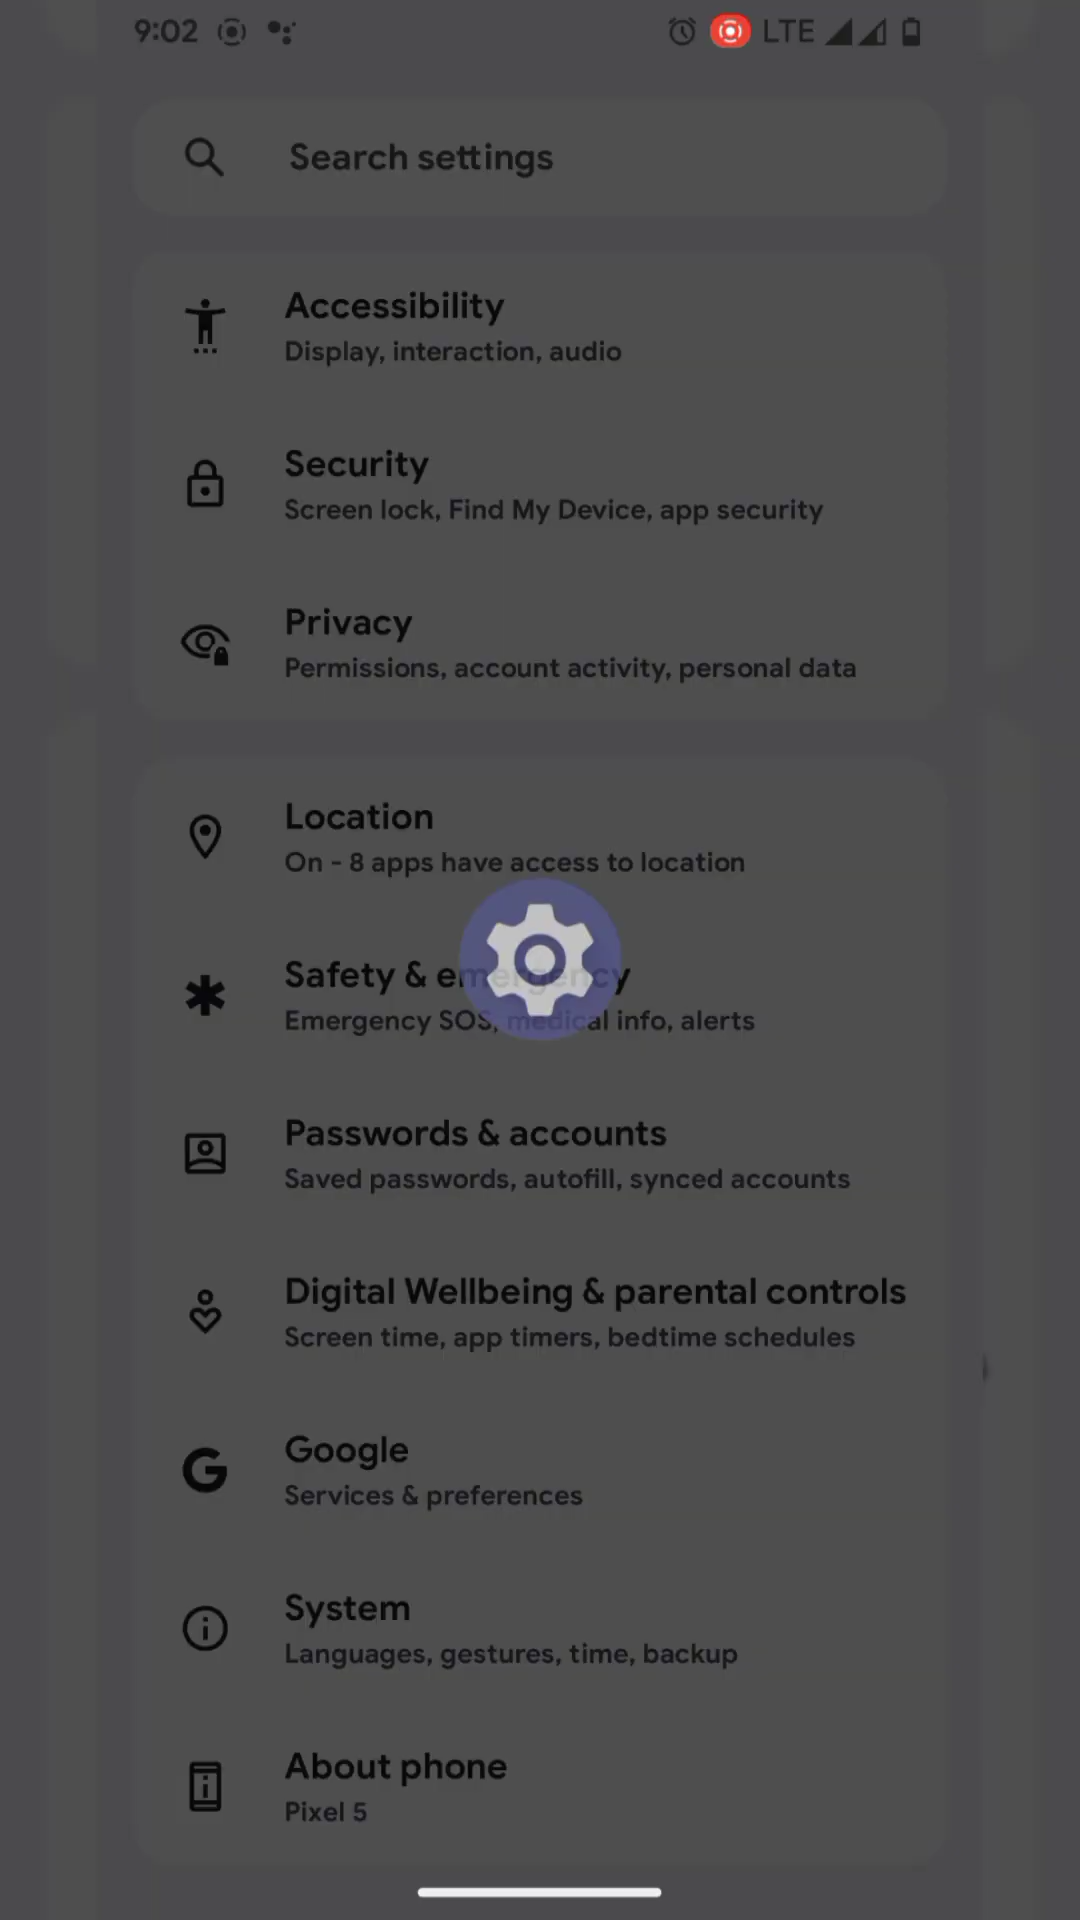 9:02 LTE
Search settings
Accessibility
Display, interaction, audio
Security
Screen lock, Find My Device, app security
Privacy
Permissions, account activity, personal data
Location
On - 8 apps have access to location
Safety & emergency
Emergency SOS, medical info, alerts
Passwords & accounts
Saved passwords, autofill, synced accounts
Digital Wellbeing & parental controls
Screen time, app timers, bedtime schedules
Google
Services & preferences
System
Languages, gestures, time, backup
About phone
Pixel 5